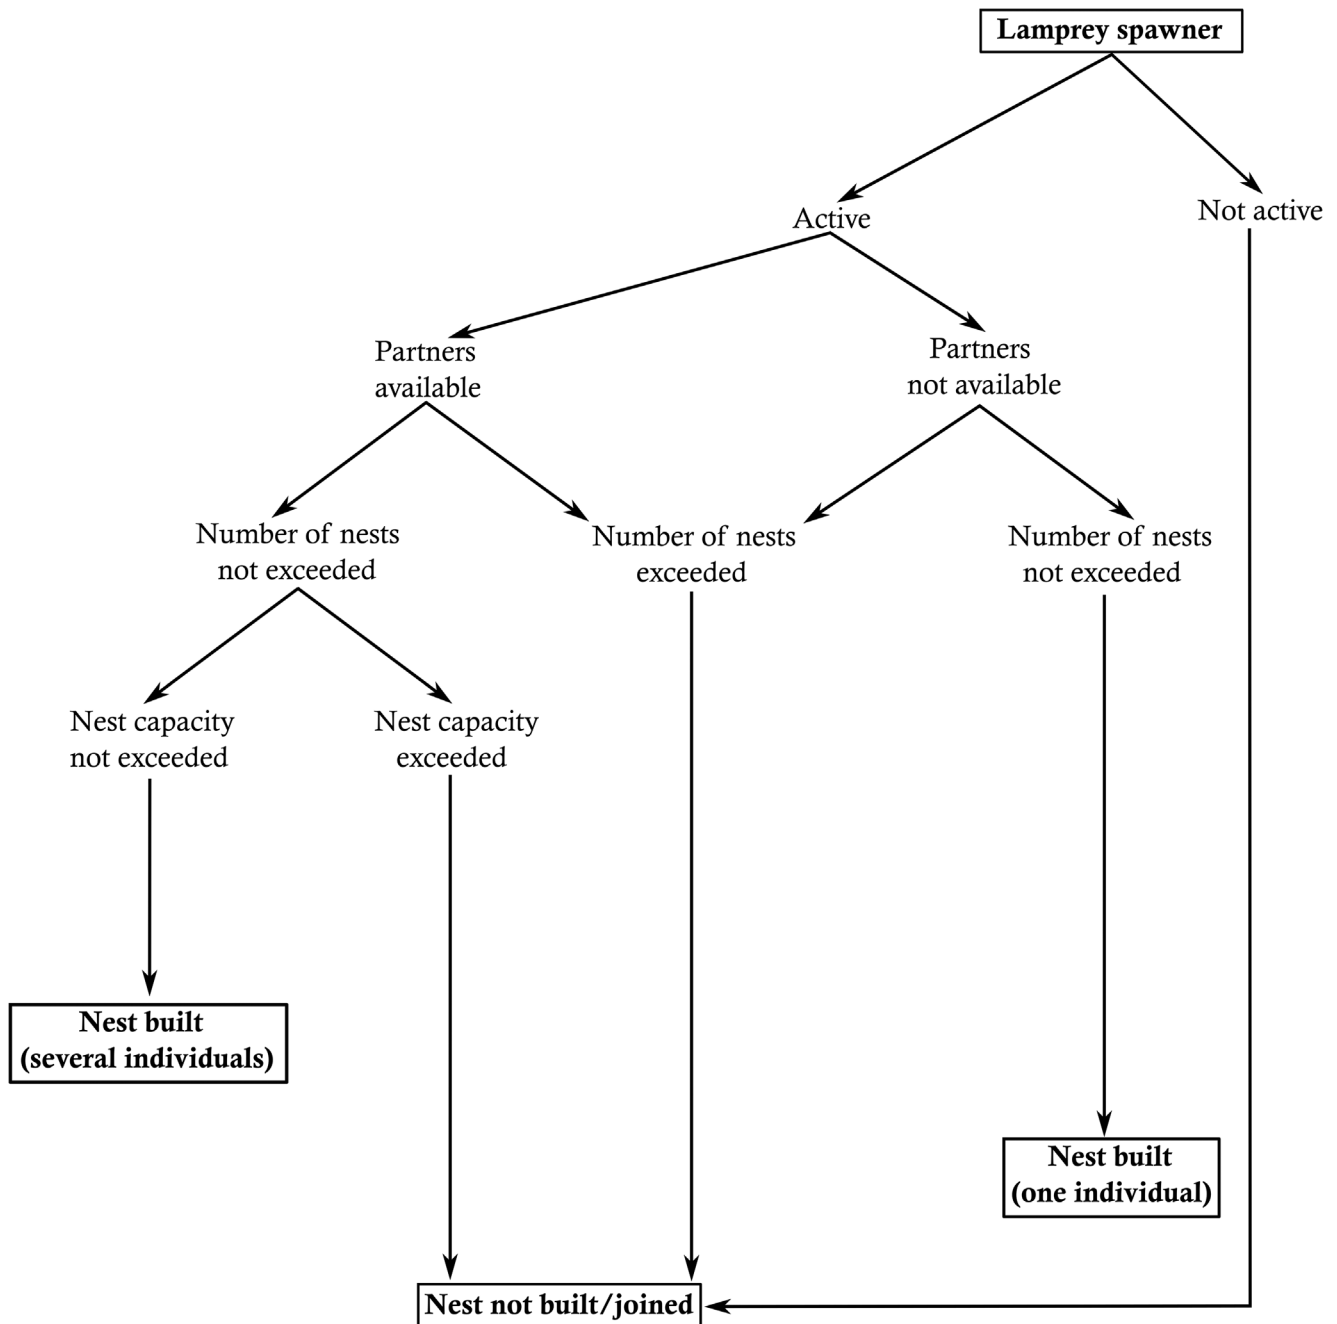 Lamprey spawner
Active
Not active
Partners
available
Partners
not available
Number of nests
not exceeded
Number of nests
exceeded
Number of nests
not exceeded
Nest capacity
not exceeded
Nest capacity
exceeded
Nest built
(several individuals)
Nest built
(one individual)
Nest not built/joined